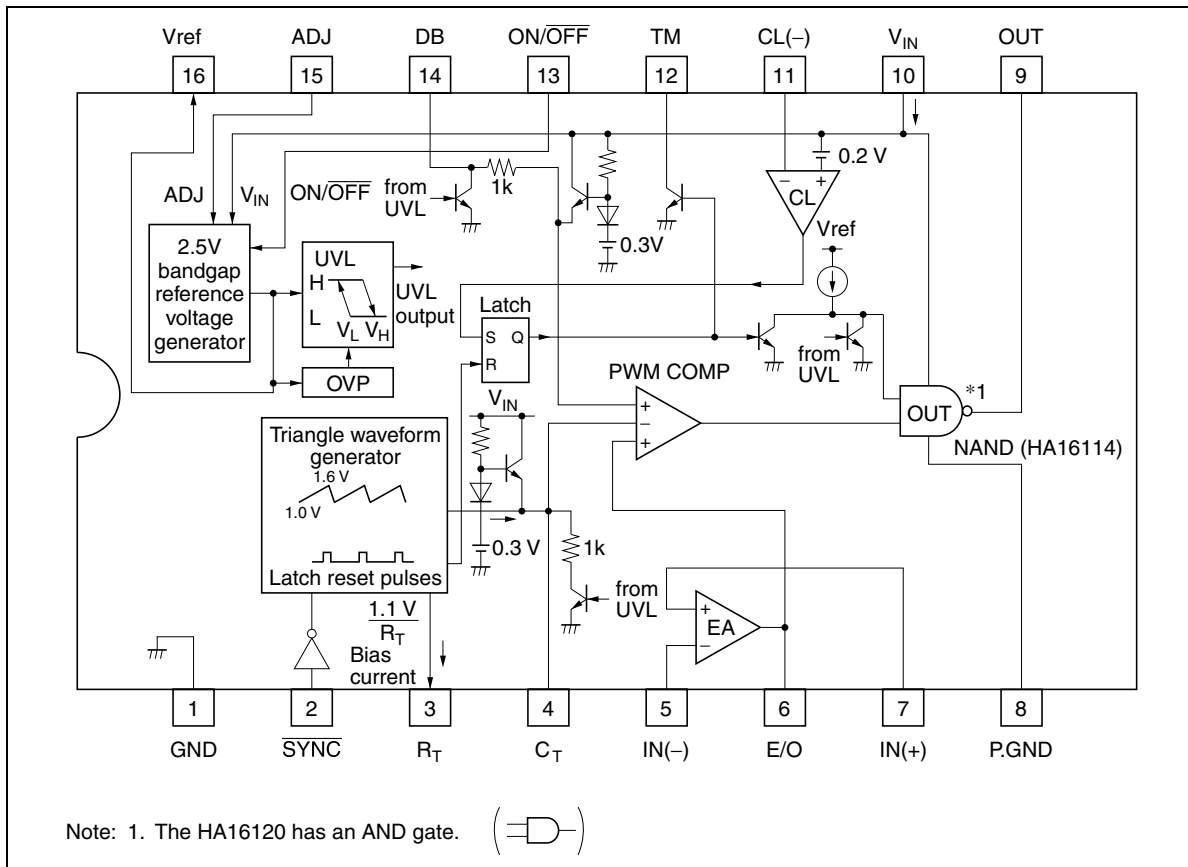 Vref ADJ DB ON/OFF TM CL(−) VIN OUT
16 15 14 13 12 11 10 9
0.2 V
1k
ADJ VIN ON/OFF from UVL
CL
0.3V
Vref
2.5V
bandgap
reference
voltage
generator
UVL
H
L
VL VH
UVL
output
OVP
Latch
S Q
R
from
UVL
PWM COMP
+
−
+
OUT
*1
NAND (HA16114)
VIN
Triangle waveform
generator
1.6 V
1.0 V
Latch reset pulses
0.3 V
1k
from
UVL
+
EA
−
1.1 V
RT
Bias
current
1 2 3 4 5 6 7 8
GND SYNC RT CT IN(−) E/O IN(+) P.GND
Note: 1. The HA16120 has an AND gate.